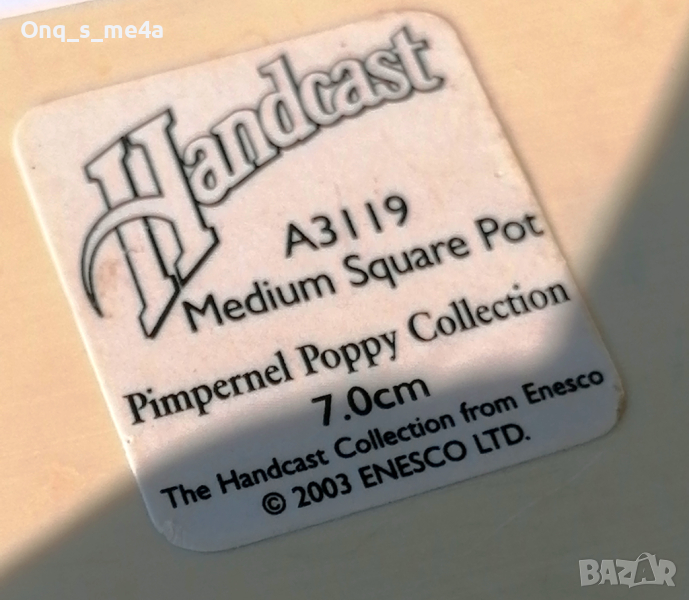 Onq_s_me4a
Handcast
A3119
Medium Square Pot
Pimpernel Poppy Collection
7.0cm
The Handcast Collection from Enesco
© 2003 ENESCO LTD.
BAZAR